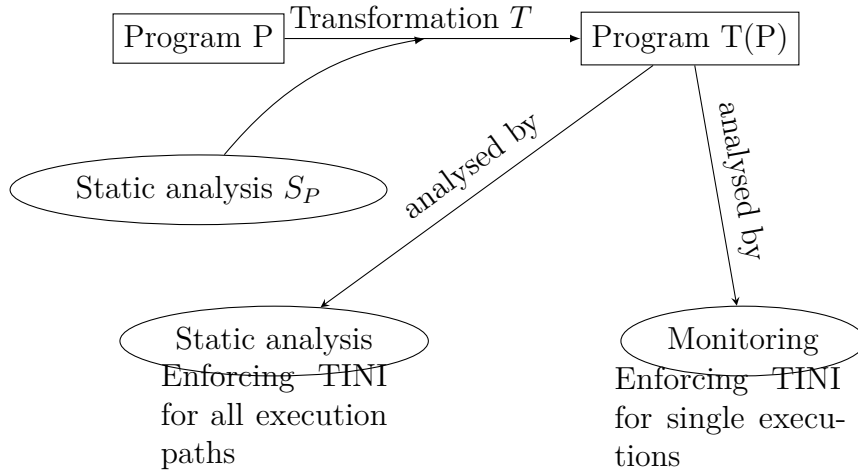 Transformation T
Program P
Program T(P)
analysed by
analysed by
Static analysis S_P
Static analysis
Enforcing TINI
for all execution
paths
Monitoring
Enforcing TINI
for single execu-
tions